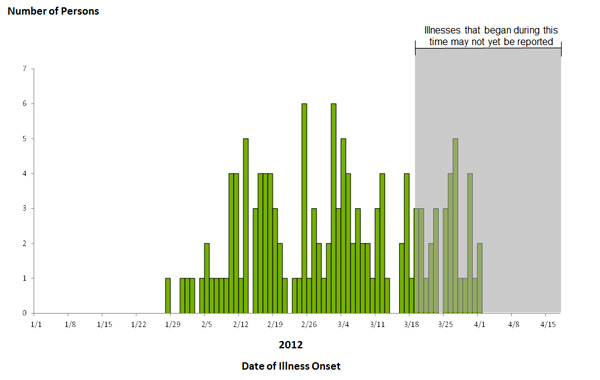 Number of Persons
Illnesses that began during this
time may not yet be reported
7
6
5
4
3
2
1
0
1/1 1/8 1/15 1/22 1/29 2/5 2/12 2/19 2/26 3/4 3/11 3/18 3/25 4/1 4/8 4/15
2012
Date of Illness Onset